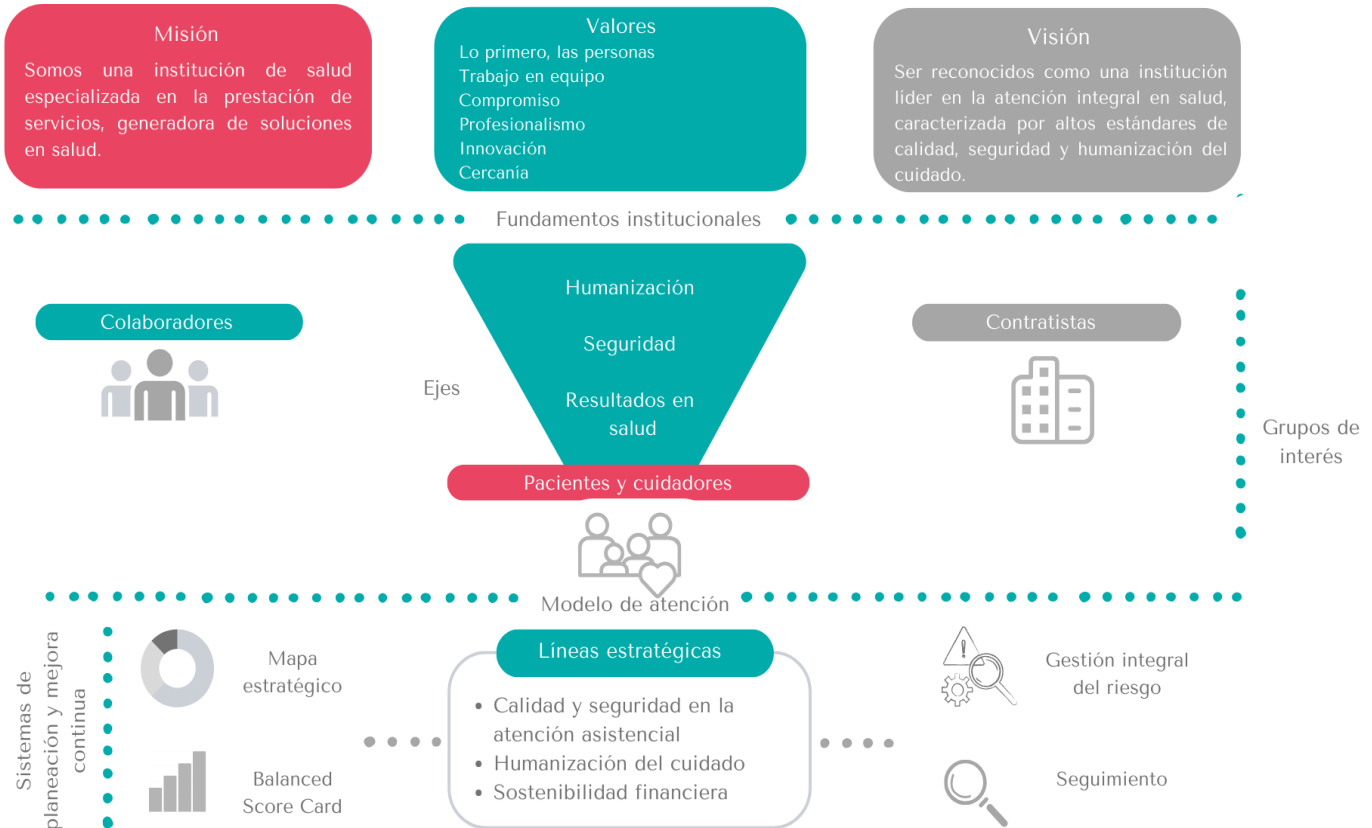 Misión
Somos una institución de salud
especializada en la prestación de
servicios, generadora de soluciones
en salud.
Valores
Lo primero, las personas
Trabajo en equipo
Compromiso
Profesionalismo
Innovación
Cercanía
Visión
Ser reconocidos como una institución
líder en la atención integral en salud,
caracterizada por altos estándares de
calidad, seguridad y humanización del
cuidado.
Fundamentos institucionales
Colaboradores
Ejes
Humanización
Seguridad
Resultados en
salud
Contratistas
Grupos de
interés
Pacientes y cuidadores
Modelo de atención
Sistemas de
planeación y mejora
continua
Mapa
estratégico
Balanced
Score Card
Líneas estratégicas
• Calidad y seguridad en la
atención asistencial
• Humanización del cuidado
• Sostenibilidad financiera
Gestión integral
del riesgo
Seguimiento